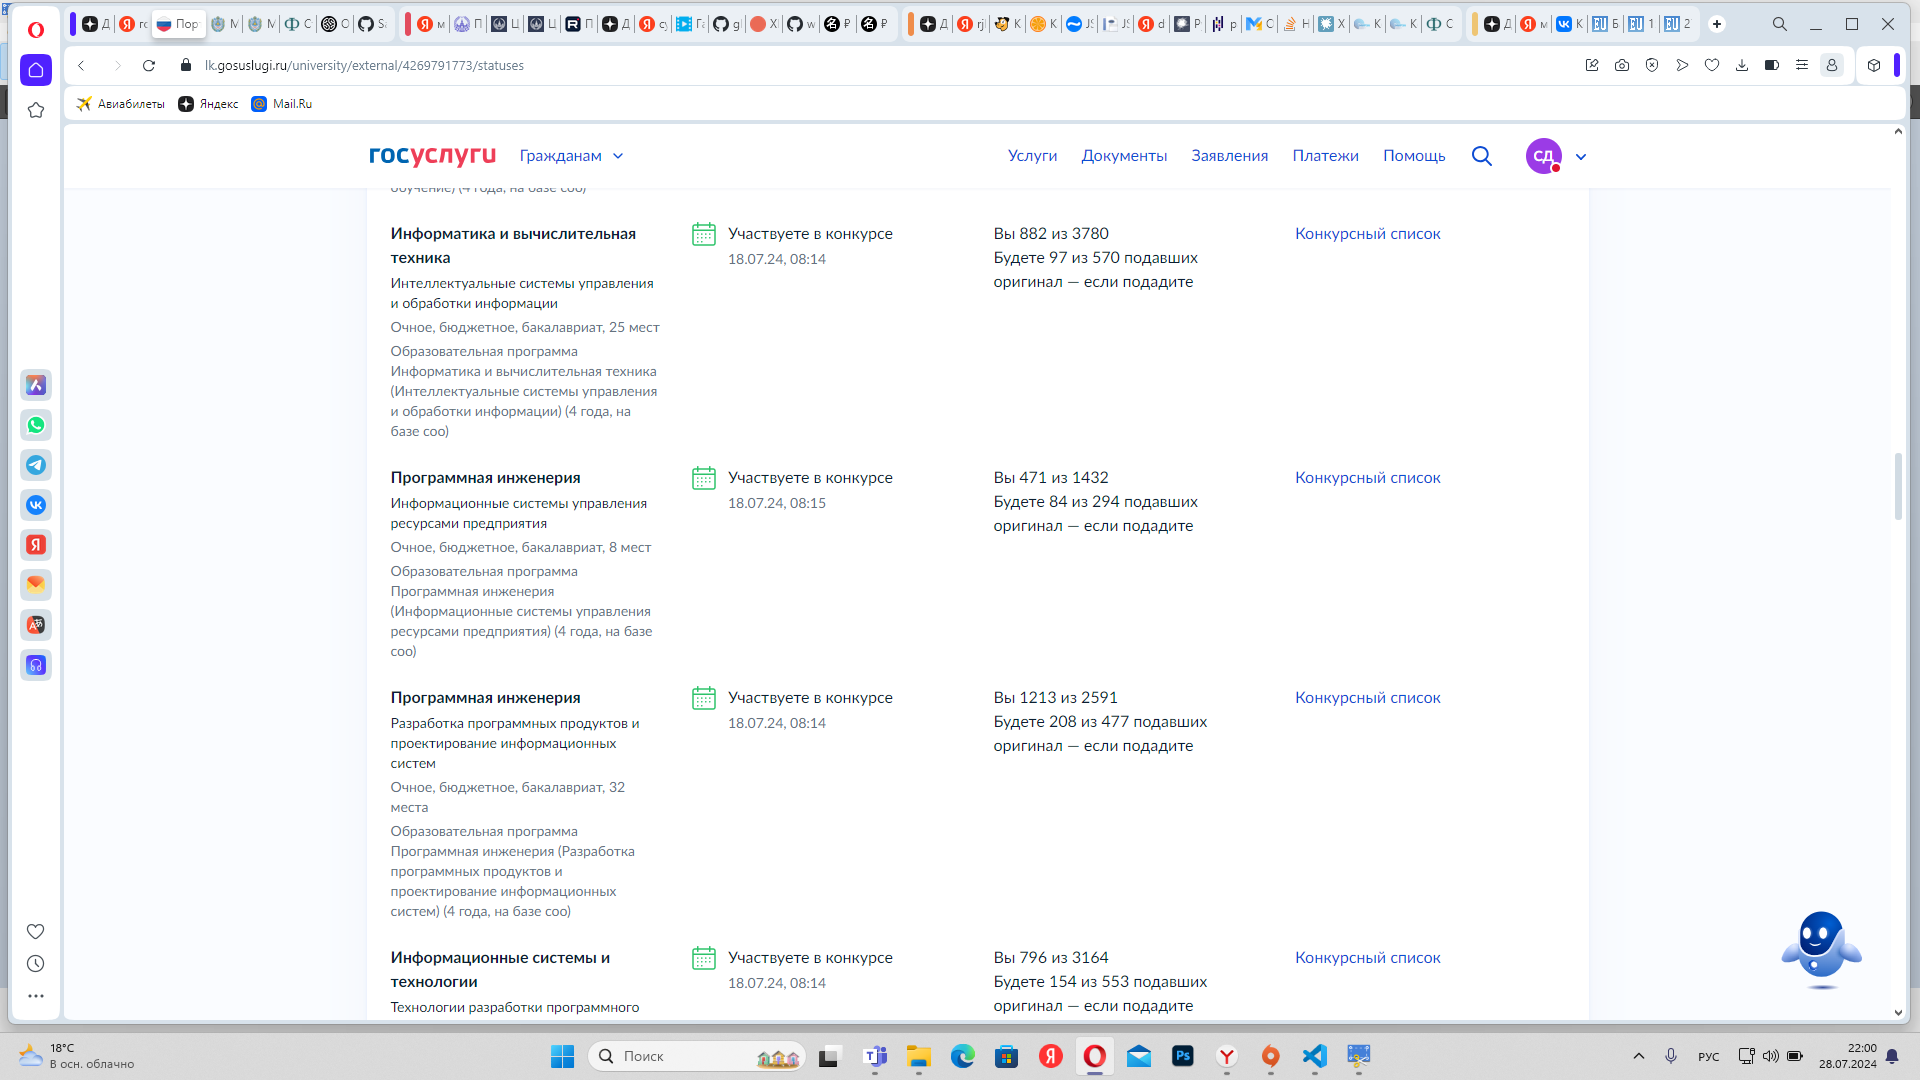 Пор
lk.gosuslugi.ru/university/external/4269791773/statuses
Авиабилеты
Яндекс
Mail.Ru
госуслуги
Гражданам
Услуги
Документы
Заявления
Платежи
Помощь
СД
обучение) (4 года, на базе соо)
Информатика и вычислительная
техника
Интеллектуальные системы управления
и обработки информации
Очное, бюджетное, бакалавриат, 25 мест
Образовательная программа
Информатика и вычислительная техника
(Интеллектуальные системы управления
и обработки информации) (4 года, на
базе соо)
Участвуете в конкурсе
18.07.24, 08:14
Вы 882 из 3780
Будете 97 из 570 подавших
оригинал — если подадите
Конкурсный список
Программная инженерия
Информационные системы управления
ресурсами предприятия
Очное, бюджетное, бакалавриат, 8 мест
Образовательная программа
Программная инженерия
(Информационные системы управления
ресурсами предприятия) (4 года, на базе
соо)
Участвуете в конкурсе
18.07.24, 08:15
Вы 471 из 1432
Будете 84 из 294 подавших
оригинал — если подадите
Конкурсный список
Программная инженерия
Разработка программных продуктов и
проектирование информационных
систем
Очное, бюджетное, бакалавриат, 32
места
Образовательная программа
Программная инженерия (Разработка
программных продуктов и
проектирование информационных
систем) (4 года, на базе соо)
Участвуете в конкурсе
18.07.24, 08:14
Вы 1213 из 2591
Будете 208 из 477 подавших
оригинал — если подадите
Конкурсный список
Информационные системы и
технологии
Технологии разработки программного
Участвуете в конкурсе
18.07.24, 08:14
Вы 796 из 3164
Будете 154 из 553 подавших
оригинал — если подадите
Конкурсный список
18°C
В осн. облачно
Поиск
РУС
22:00
28.07.2024